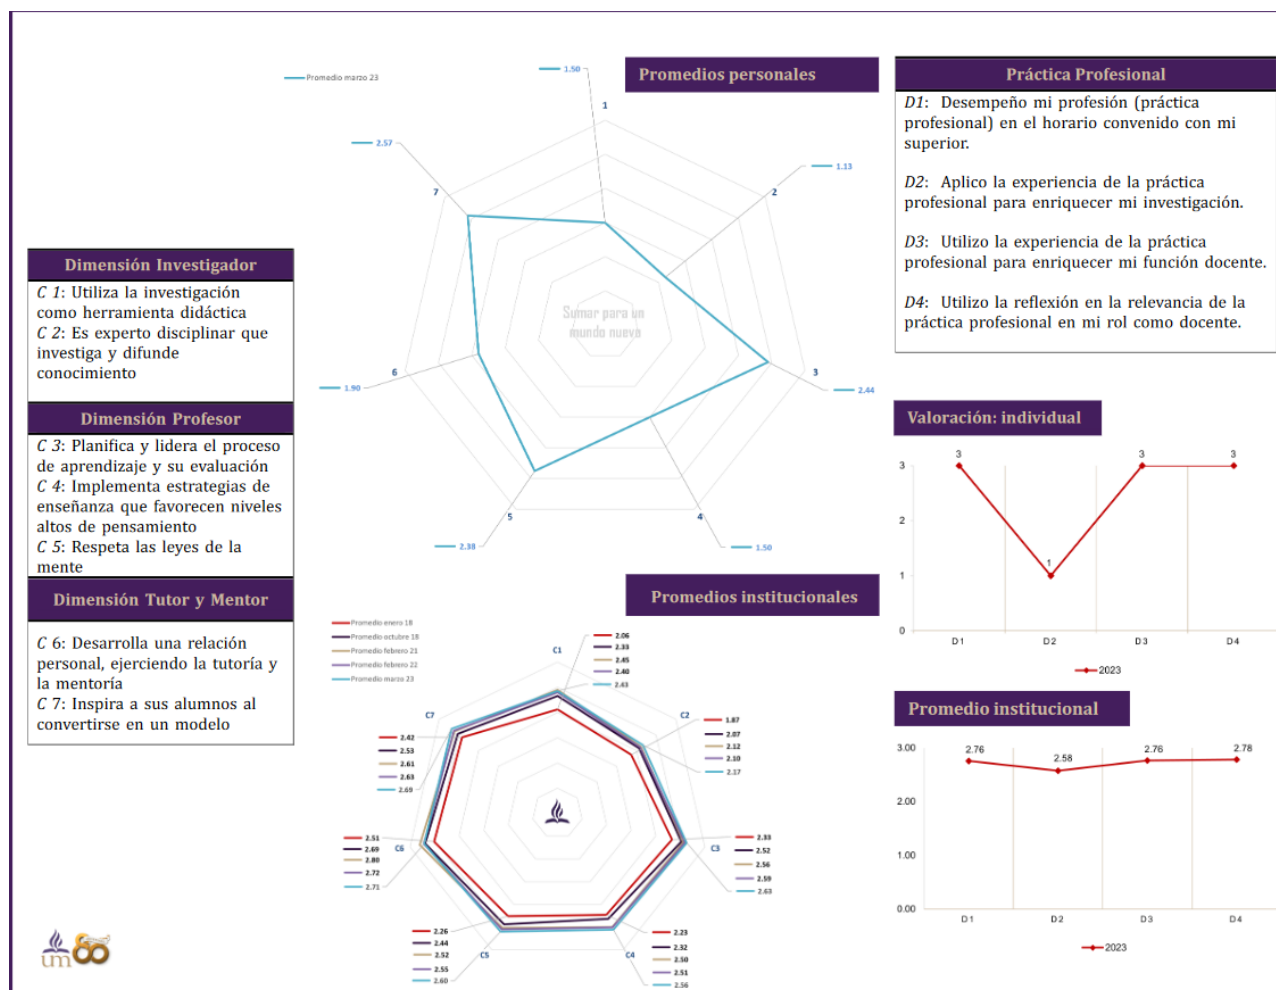 Promedio marzo 23
1.50
1
2.57
7
1.13
2
Sumar para un
mundo nuevo
6
1.90
3
2.44
5
2.38
4
1.50
Promedios personales
Práctica Profesional
D1: Desempeño mi profesión (práctica
profesional) en el horario convenido con mi
superior.
D2: Aplico la experiencia de la práctica
profesional para enriquecer mi investigación.
D3: Utilizo la experiencia de la práctica
profesional para enriquecer mi función docente.
D4: Utilizo la reflexión en la relevancia de la
práctica profesional en mi rol como docente.
Dimensión Investigador
C 1: Utiliza la investigación
como herramienta didáctica
C 2: Es experto disciplinar que
investiga y difunde
conocimiento
Dimensión Profesor
C 3: Planifica y lidera el proceso
de aprendizaje y su evaluación
C 4: Implementa estrategias de
enseñanza que favorecen niveles
altos de pensamiento
C 5: Respeta las leyes de la
mente
Dimensión Tutor y Mentor
C 6: Desarrolla una relación
personal, ejerciendo la tutoría y
la mentoría
C 7: Inspira a sus alumnos al
convertirse en un modelo
Valoración: individual
3
2
1
0
3
1
3
3
D1
D2
D3
D4
2023
Promedios institucionales
Promedio enero 18
Promedio octubre 18
Promedio febrero 21
Promedio febrero 22
Promedio marzo 23
C1
2.06
2.33
2.45
2.40
2.43
C2
1.87
2.07
2.12
2.10
2.17
C3
2.33
2.52
2.56
2.59
2.63
C4
2.23
2.32
2.50
2.51
2.56
C5
2.26
2.44
2.52
2.55
2.60
C6
2.51
2.69
2.80
2.72
2.71
C7
2.42
2.53
2.61
2.63
2.69
Promedio institucional
3.00
2.00
1.00
0.00
2.76
2.58
2.76
2.78
D1
D2
D3
D4
2023
um
80